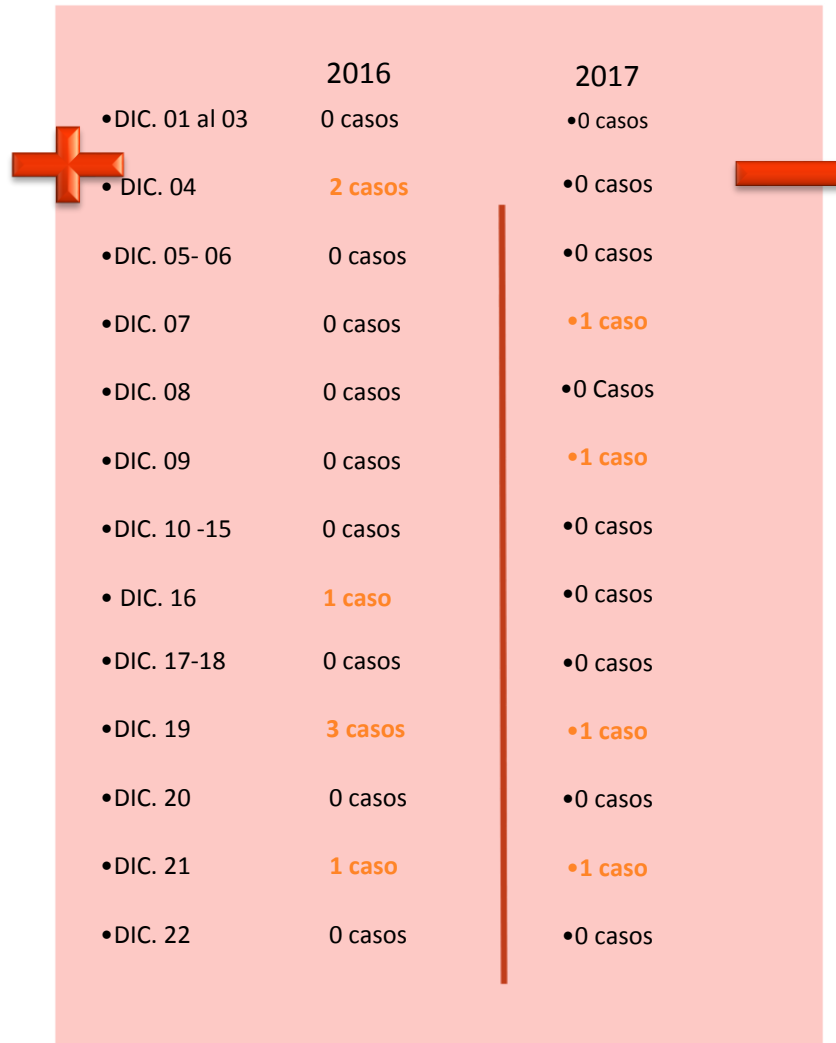 2016 2017
•DIC. 01 al 03 0 casos •0 casos
• DIC. 04 2 casos •0 casos
•DIC. 05- 06 0 casos •0 casos
•DIC. 07 0 casos •1 caso
•DIC. 08 0 casos •0 Casos
•DIC. 09 0 casos •1 caso
•DIC. 10 -15 0 casos •0 casos
• DIC. 16 1 caso •0 casos
•DIC. 17-18 0 casos •0 casos
•DIC. 19 3 casos •1 caso
•DIC. 20 0 casos •0 casos
•DIC. 21 1 caso •1 caso
•DIC. 22 0 casos •0 casos